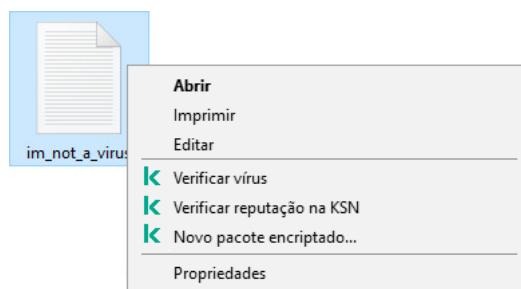 im_not_a_virus
Abrir
Imprimir
Editar
Verificar vírus
Verificar reputação na KSN
Novo pacote encriptado...
Propriedades